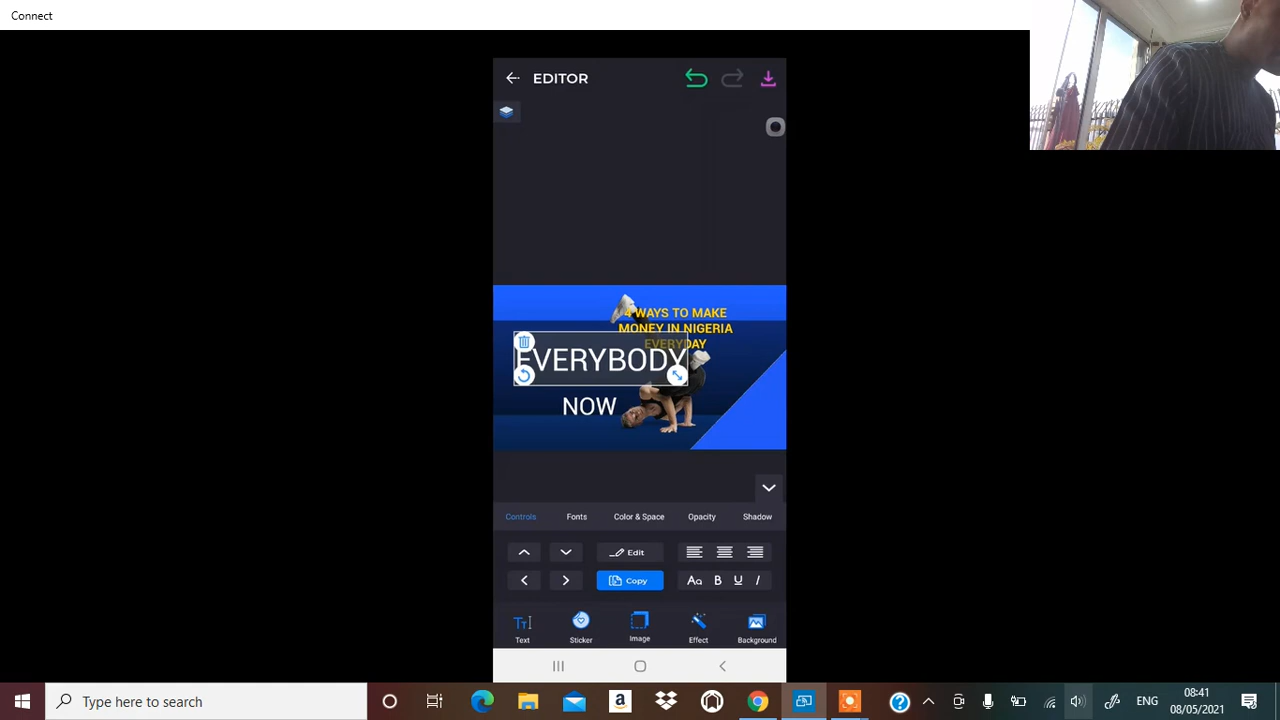 Connect
EDITOR
4 WAYS TO MAKE
MONEY IN NIGERIA
EVERYDAY
EVERYBODY
NOW
Controls Fonts Color & Space Opacity Shadow
Edit
Copy Aa B U I
Text Sticker Image Effect Background
Type here to search
ENG
08:41
08/05/2021